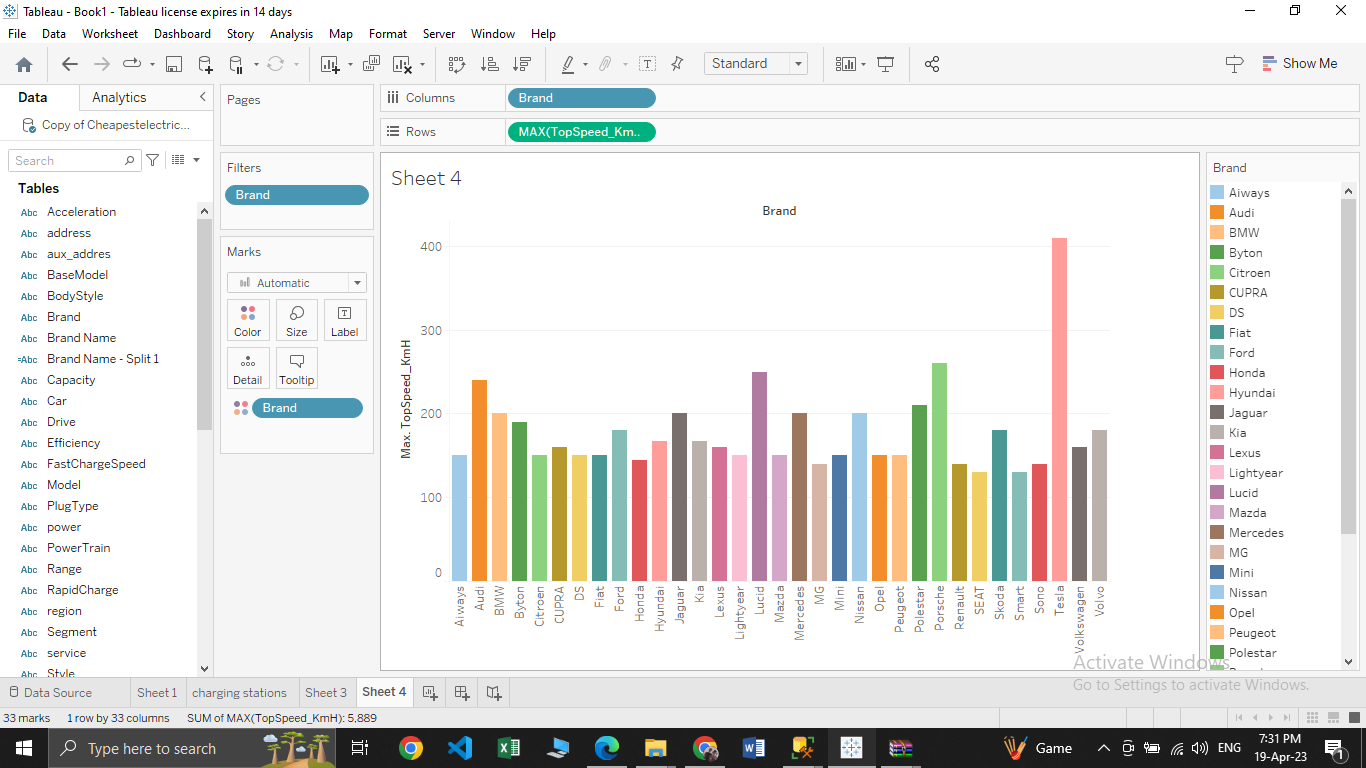 Tableau - Book1 - Tableau license expires in 14 days
File Data Worksheet Dashboard Story Analysis Map Format Server Window Help
Standard
Show Me
Data Analytics
Copy of Cheapestelectric...
Search
Tables
Abc Acceleration
Abc address
Abc aux_addres
Abc BaseModel
Abc BodyStyle
Abc Brand
Abc Brand Name
=Abc Brand Name - Split 1
Abc Capacity
Abc Car
Abc Drive
Abc Efficiency
Abc FastChargeSpeed
Abc Model
Abc PlugType
Abc power
Abc PowerTrain
Abc Range
Abc RapidCharge
Abc region
Abc Segment
Abc service
Abc Style
Pages
Filters
Brand
Marks
Automatic
Color Size Label
Detail Tooltip
Brand
Columns Brand
Rows MAX(TopSpeed_Km..
Sheet 4
Brand
Max. TopSpeed_KmH
400
300
200
100
0
Aiways
Audi
BMW
Byton
Citroen
CUPRA
DS
Fiat
Ford
Honda
Hyundai
Jaguar
Kia
Lexus
Lightyear
Lucid
Mazda
Mercedes
MG
Mini
Nissan
Opel
Peugeot
Polestar
Porsche
Renault
SEAT
Skoda
Smart
Sono
Tesla
Volkswagen
Volvo
Brand
Aiways
Audi
BMW
Byton
Citroen
CUPRA
DS
Fiat
Ford
Honda
Hyundai
Jaguar
Kia
Lexus
Lightyear
Lucid
Mazda
Mercedes
MG
Mini
Nissan
Opel
Peugeot
Polestar
Activate Windows
Go to Settings to activate Windows.
Data Source Sheet 1 charging stations Sheet 3 Sheet 4
33 marks 1 row by 33 columns SUM of MAX(TopSpeed_KmH): 5,889
Type here to search
Game
ENG
7:31 PM
19-Apr-23
1